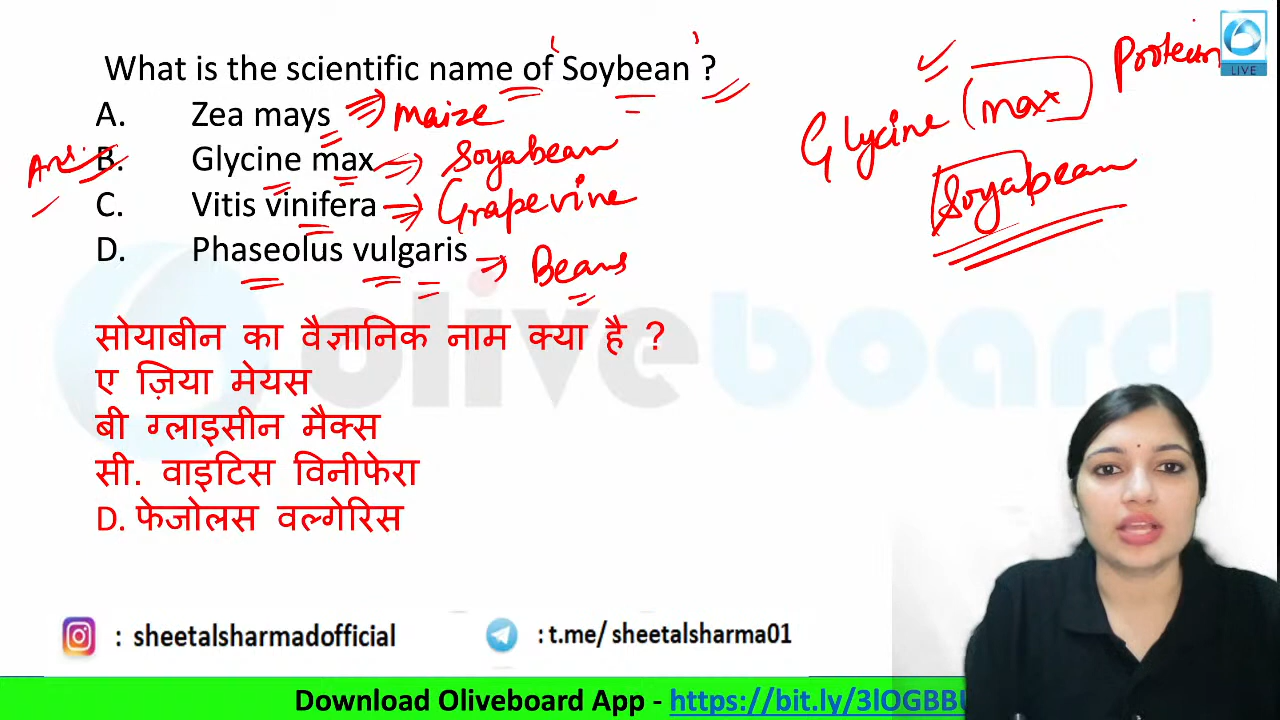 What is the scientific name of 'Soybean'?
A. Zea mays => Maize
Ans. B. Glycine max => Soyabean
C. Vitis vinifera => Grapevine
D. Phaseolus vulgaris => Beans
Glycine (max) Protein
Soyabean
LIVE
oliveboard
सोयाबीन का वैज्ञानिक नाम क्या है ?
ए ज़िया मेयस
बी ग्लाइसीन मैक्स
सी. वाइटिस विनीफेरा
D. फेजोलस वल्गेरिस
: sheetalsharmadofficial
: t.me/ sheetalsharma01
Download Oliveboard App - https://bit.ly/3lOGBBU